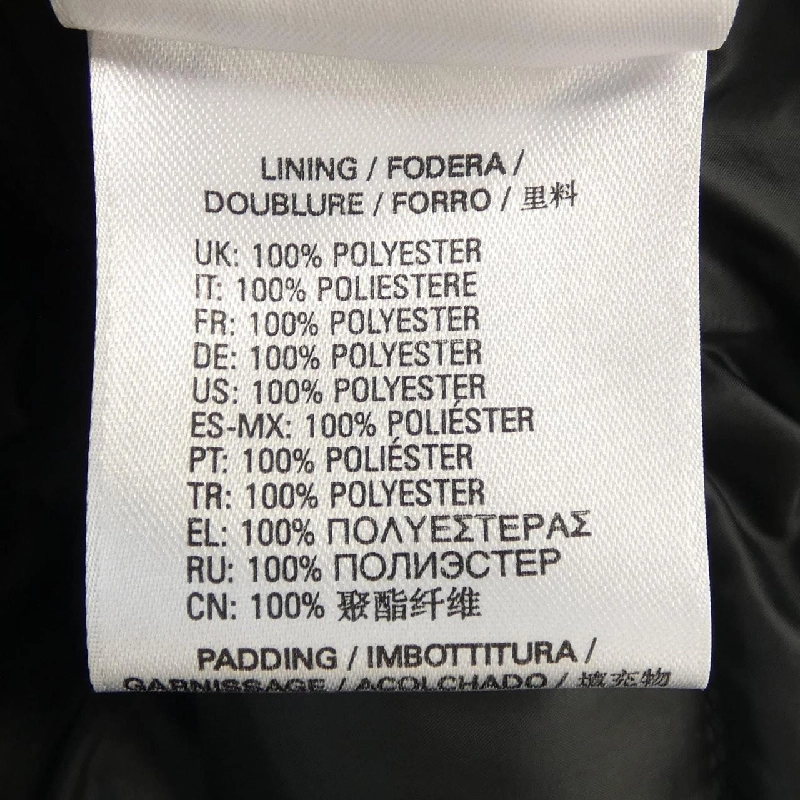 LINING / FODERA /
DOUBLURE / FORRO / 里料
UK: 100% POLYESTER
IT: 100% POLIESTERE
FR: 100% POLYESTER
DE: 100% POLYESTER
US: 100% POLYESTER
ES-MX: 100% POLIÉSTER
PT: 100% POLIÉSTER
TR: 100% POLYESTER
EL: 100% ΠΟΛΥΕΣΤΕΡΑΣ
RU: 100% ПОЛИЭСТЕР
CN: 100% 聚酯纤维
PADDING / IMBOTTITURA /
GARNISSAGE / ACOLCHADO / 填充物